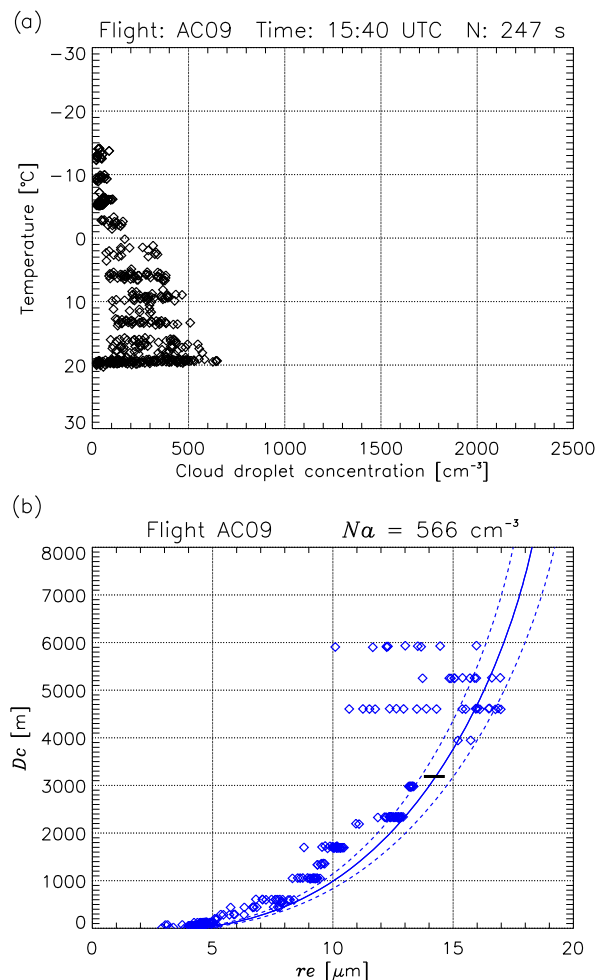 (a)
Flight: AC09 Time: 15:40 UTC N: 247 s
-30
-20
-10
0
10
20
30
Temperature [°C]
0 500 1000 1500 2000 2500
Cloud droplet concentration [cm⁻³]
(b)
Flight AC09 Na = 566 cm⁻³
8000
7000
6000
5000
4000
3000
2000
1000
0
Dc [m]
0 5 10 15 20
re [μm]